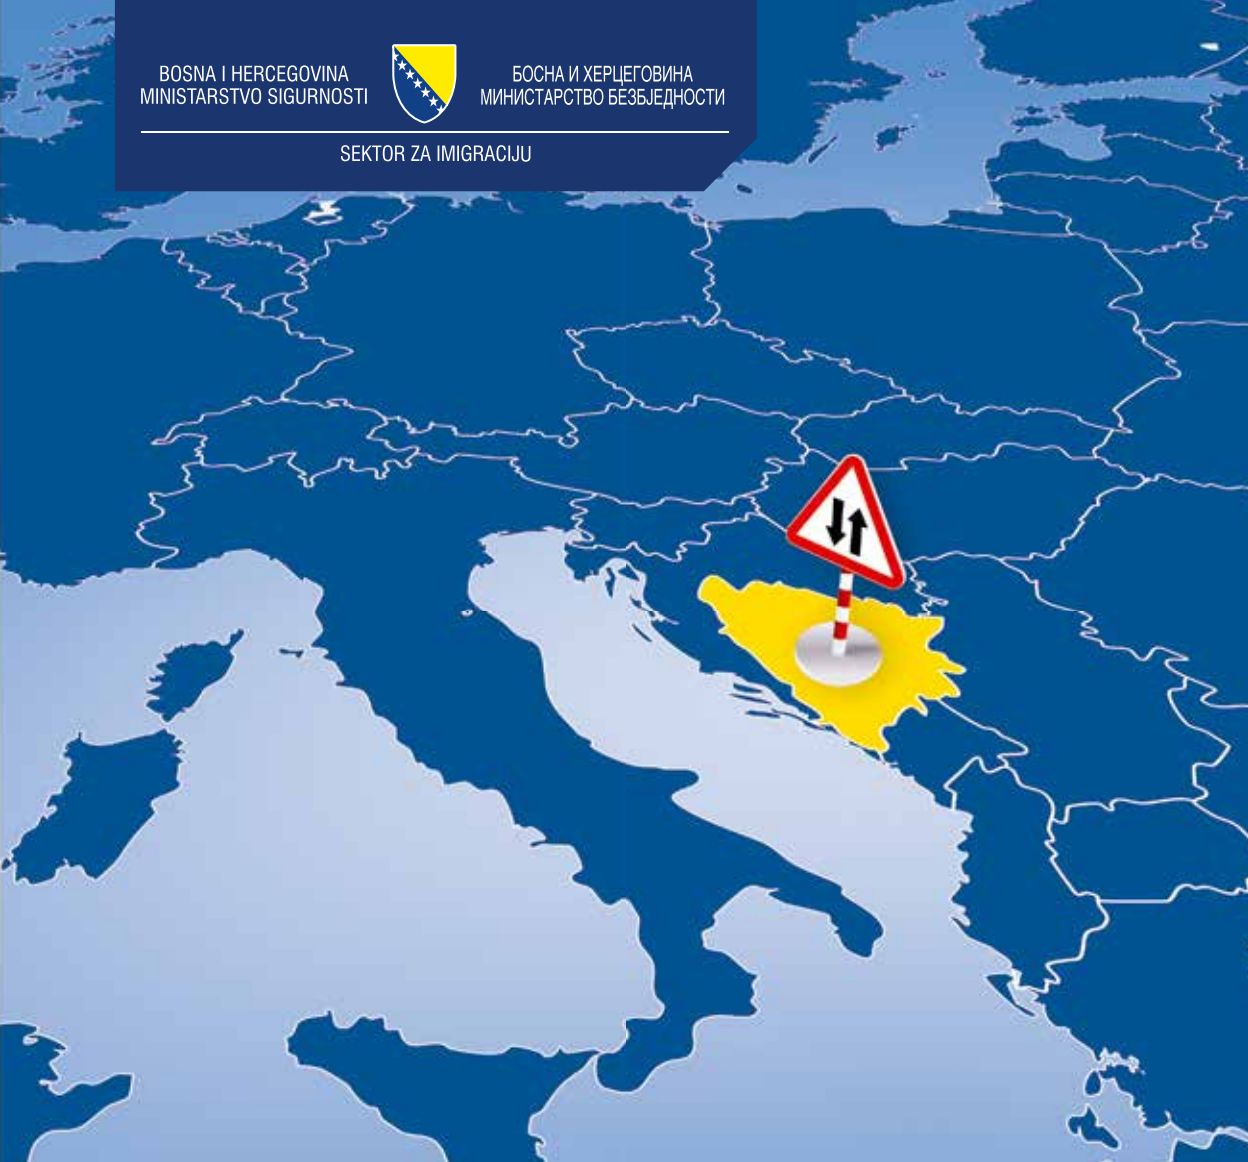 BOSNA I HERCEGOVINA
MINISTARSTVO SIGURNOSTI
БОСНА И ХЕРЦЕГОВИНА
МИНИСТАРСТВО БЕЗБЈЕДНОСТИ
SEKTOR ZA IMIGRACIJU